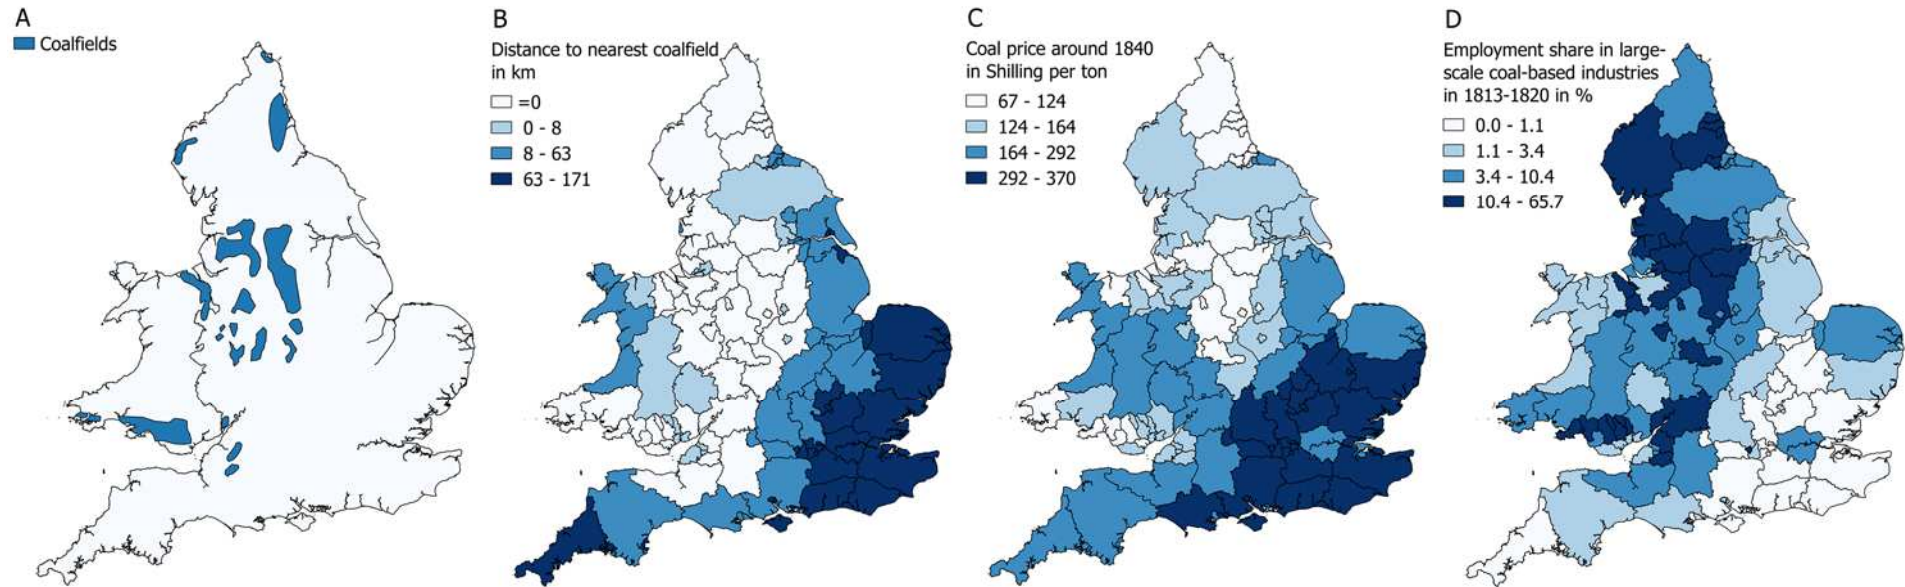 A
Coalfields
B
Distance to nearest coalfield
in km
=0
0 - 8
8 - 63
63 - 171
C
Coal price around 1840
in Shilling per ton
67 - 124
124 - 164
164 - 292
292 - 370
D
Employment share in large-
scale coal-based industries
in 1813-1820 in %
0.0 - 1.1
1.1 - 3.4
3.4 - 10.4
10.4 - 65.7